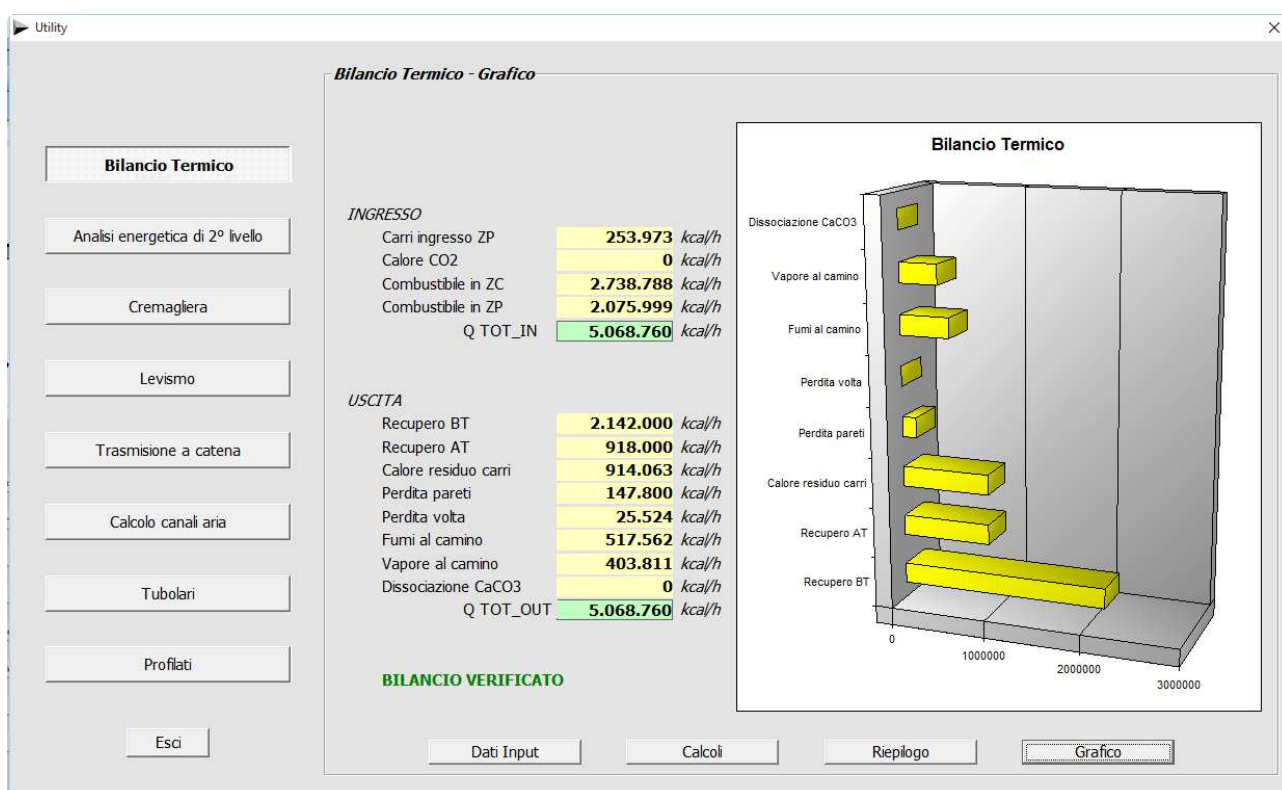 Utility
Bilancio Termico
Analisi energetica di 2° livello
Cremagliera
Levismo
Trasmisione a catena
Calcolo canali aria
Tubolari
Profilati
Esci
Bilancio Termico - Grafico
INGRESSO
Carri ingresso ZP 253.973 kcal/h
Calore CO2 0 kcal/h
Combustibile in ZC 2.738.788 kcal/h
Combustibile in ZP 2.075.999 kcal/h
Q TOT_IN 5.068.760 kcal/h
USCITA
Recupero BT 2.142.000 kcal/h
Recupero AT 918.000 kcal/h
Calore residuo carri 914.063 kcal/h
Perdita pareti 147.800 kcal/h
Perdita volta 25.524 kcal/h
Fumi al camino 517.562 kcal/h
Vapore al camino 403.811 kcal/h
Dissociazione CaCO3 0 kcal/h
Q TOT_OUT 5.068.760 kcal/h
BILANCIO VERIFICATO
Bilancio Termico
Dissociazione CaCO3
Vapore al camino
Fumi al camino
Perdita volta
Perdita pareti
Calore residuo carri
Recupero AT
Recupero BT
0
1000000
2000000
3000000
Dati Input
Calcoli
Riepilogo
Grafico